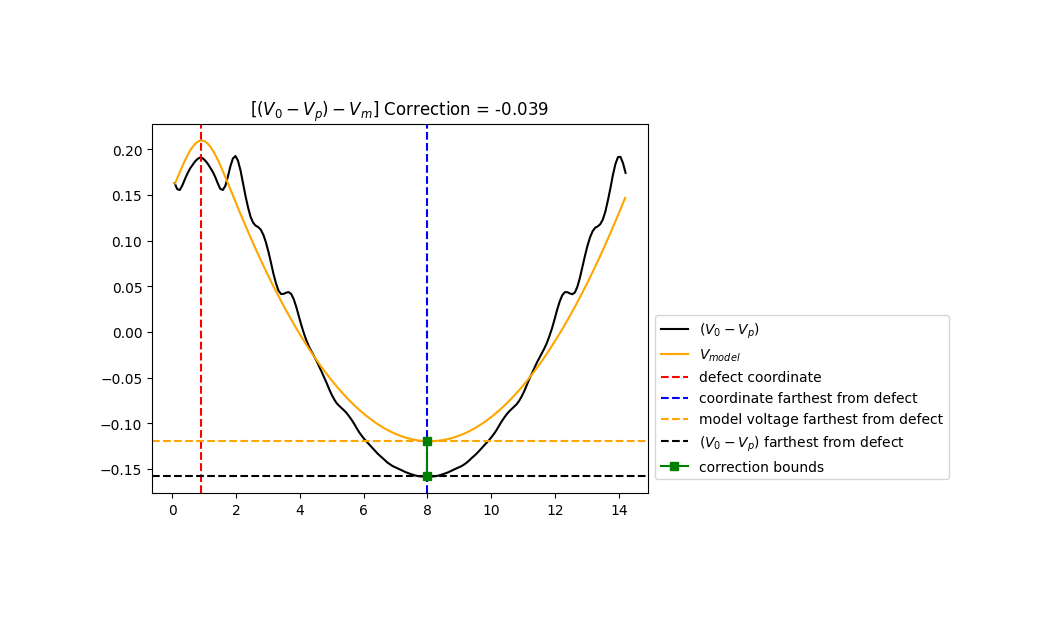 [(V₀ − Vₚ) − Vₘ] Correction = -0.039
0.20
0.15
0.10
0.05
0.00
−0.05
−0.10
−0.15
0 2 4 6 8 10 12 14
(V₀ − Vₚ)
Vₘₒdₑₗ
defect coordinate
coordinate farthest from defect
model voltage farthest from defect
(V₀ − Vₚ) farthest from defect
correction bounds